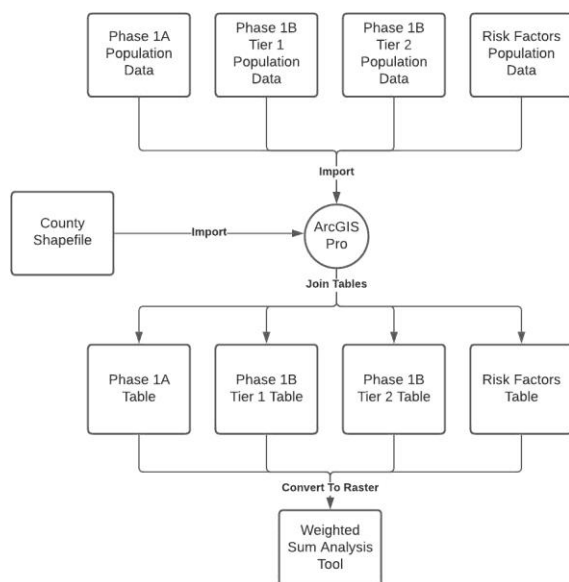 Phase 1A
Population
Data
Phase 1B
Tier 1
Population
Data
Phase 1B
Tier 2
Population
Data
Risk Factors
Population
Data
Import
County
Shapefile
Import
ArcGIS
Pro
Join Tables
Phase 1A
Table
Phase 1B
Tier 1 Table
Phase 1B
Tier 2 Table
Risk Factors
Table
Convert To Raster
Weighted
Sum Analysis
Tool